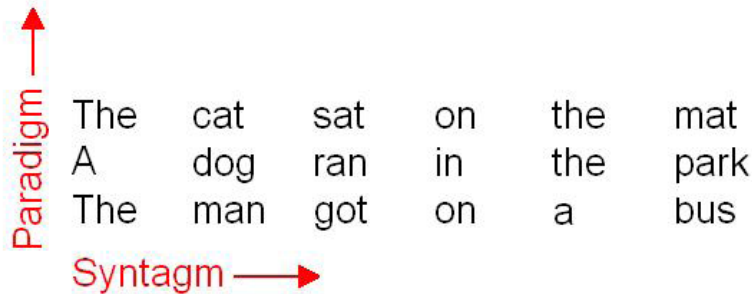 Paradigm
The cat sat on the mat
A dog ran in the park
The man got on a bus
Syntagm